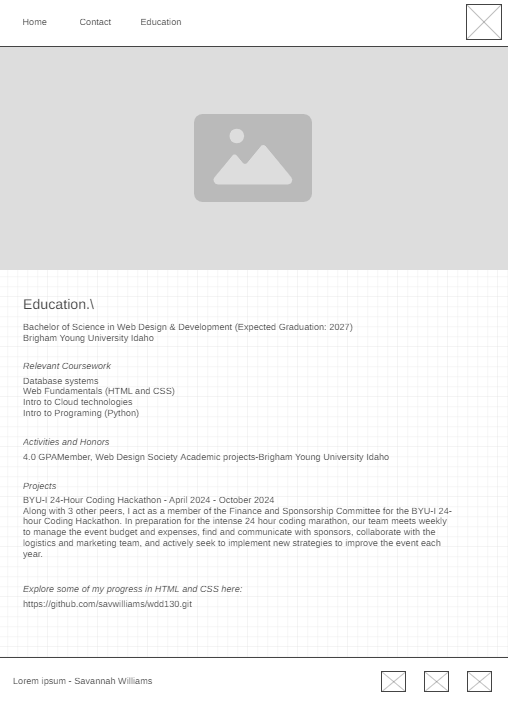 Home Contact Education
Education.\
Bachelor of Science in Web Design & Development (Expected Graduation: 2027)
Brigham Young University Idaho
Relevant Coursework
Database systems
Web Fundamentals (HTML and CSS)
Intro to Cloud technologies
Intro to Programing (Python)
Activities and Honors
4.0 GPAMember, Web Design Society Academic projects-Brigham Young University Idaho
Projects
BYU-I 24-Hour Coding Hackathon - April 2024 - October 2024
Along with 3 other peers, I act as a member of the Finance and Sponsorship Committee for the BYU-I 24-
hour Coding Hackathon. In preparation for the intense 24 hour coding marathon, our team meets weekly
to manage the event budget and expenses, find and communicate with sponsors, collaborate with the
logistics and marketing team, and actively seek to implement new strategies to improve the event each
year.
Explore some of my progress in HTML and CSS here:
https://github.com/savwilliams/wdd130.git
Lorem ipsum - Savannah Williams